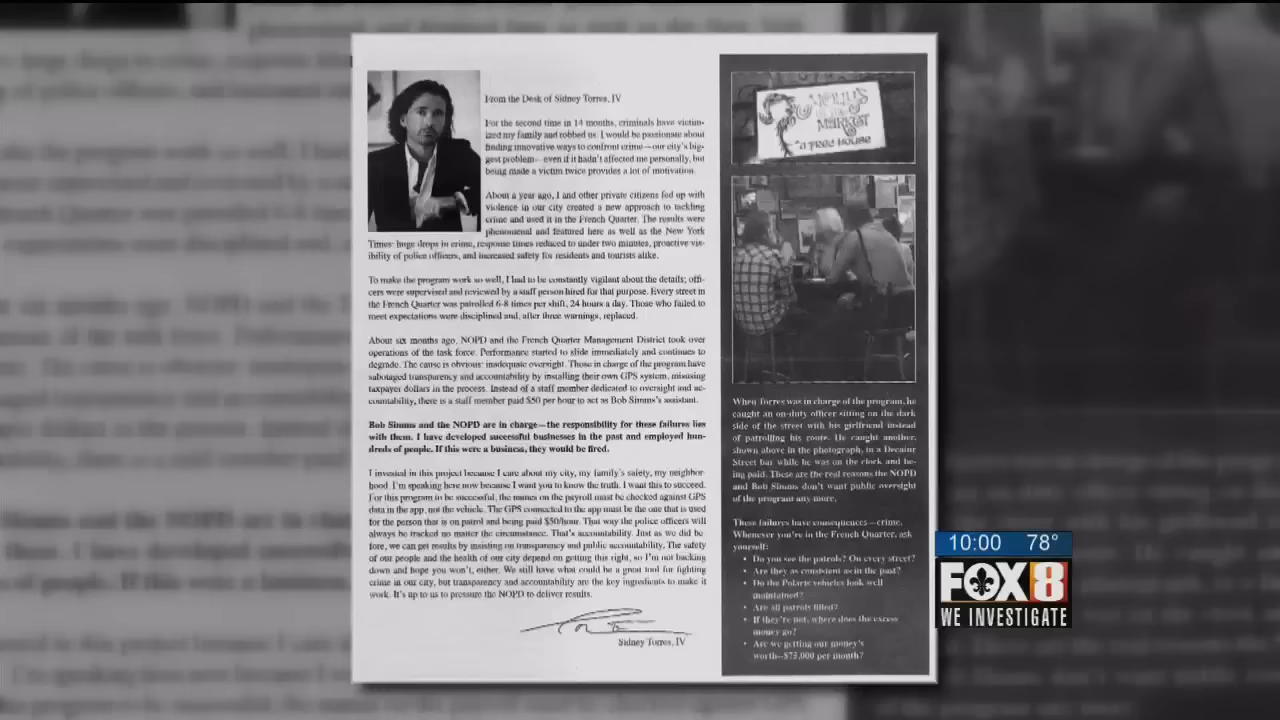 From the Desk of Sidney Torres, IV
For the second time in 14 months, criminals have victim-
ized my family and robbed us. I would be passionate about
finding innovative ways to confront crime—our city's big-
gest problem—even if it hadn't affected me personally, but
being made a victim twice provides a lot of motivation.
About a year ago, I and other private citizens fed up with
violence in our city created a new approach to tackling
crime and used it in the French Quarter. The results were
phenomenal and featured here as well as the New York
Times: huge drops in crime, response times reduced to under two minutes, proactive vis-
ibility of police officers, and increased safety for residents and tourists alike.
To make the program work so well, I had to be constantly vigilant about the details; offi-
cers were supervised and reviewed by a staff person hired for that purpose. Every street in
the French Quarter was patrolled 6-8 times per shift, 24 hours a day. Those who failed to
meet expectations were disciplined and, after three warnings, replaced.
About six months ago, NOPD and the French Quarter Management District took over
operations of the task force. Performance started to slide immediately and continues to
degrade. The cause is obvious: inadequate oversight. Those in charge of the program have
sabotaged transparency and accountability by installing their own GPS system, misusing
taxpayer dollars in the process. Instead of a staff member dedicated to oversight and ac-
countability, there is a staff member paid $50 per hour to act as Bob Simms's assistant.
Bob Simms and the NOPD are in charge—the responsibility for these failures lies
with them. I have developed successful businesses in the past and employed hun-
dreds of people. If this were a business, they would be fired.
I invested in this project because I care about my city, my family's safety, my neighbor-
hood. I'm speaking here now because I want you to know the truth. I want this to succeed.
For this program to be successful, the names on the payroll must be checked against GPS
data in the app, not the vehicle. The GPS connected to the app must be the one that is used
for the person that is on patrol and being paid $50/hour. That way the police officers will
always be tracked no matter the circumstance. That's accountability. Just as we did be-
fore, we can get results by insisting on transparency and public accountability. The safety
of our people and the health of our city depend on getting this right, so I'm not backing
down and hope you won't, either. We still have what could be a great tool for fighting
crime in our city, but transparency and accountability are the key ingredients to make it
work. It's up to us to pressure the NOPD to deliver results.
Sidney Torres, IV
MOLLY'S
MARKET
"a FREE HOUSE
When Torres was in charge of the program, he
caught an on-duty officer sitting on the dark
side of the street with his girlfriend instead
of patrolling his route. He caught another,
shown above in the photograph, in a Decatur
Street bar while he was on the clock and be-
ing paid. These are the real reasons the NOPD
and Bob Simms don't want public oversight
of the program any more.
These failures have consequences—crime.
Whenever you're in the French Quarter, ask
yourself:
• Do you see the patrols? On every street?
• Are they as consistent as in the past?
• Do the Polaris vehicles look well
maintained?
• Are all patrols filled?
• If they're not, where does the excess
money go?
• Are we getting our money's
worth—$75,000 per month?
10:00 78°
FOX 8
WE INVESTIGATE